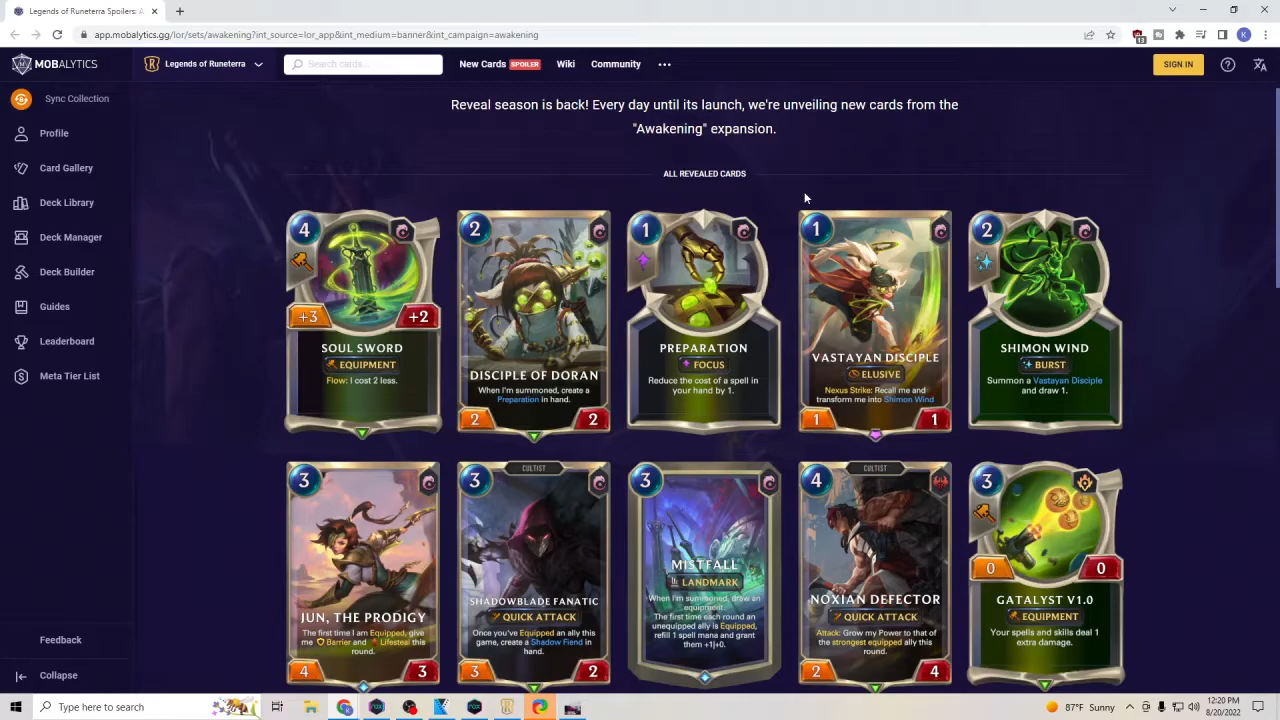 Legends of Runeterra Spoilers: A
app.mobalytics.gg/lor/sets/awakening?int_source=lor_app&int_medium=banner&int_campaign=awakening
13
K
MOBALYTICS
Legends of Runeterra
Search cards...
New Cards SPOILER
Wiki
Community
SIGN IN
Sync Collection
Profile
Card Gallery
Deck Library
Deck Manager
Deck Builder
Guides
Leaderboard
Meta Tier List
Feedback
Collapse
Reveal season is back! Every day until its launch, we're unveiling new cards from the
"Awakening" expansion.
ALL REVEALED CARDS
4
+3
+2
SOUL SWORD
EQUIPMENT
Flow: I cost 2 less.
2
DISCIPLE OF DORAN
When I'm summoned, create a
Preparation in hand.
2
2
1
PREPARATION
FOCUS
Reduce the cost of a spell in
your hand by 1.
1
VASTAYAN DISCIPLE
ELUSIVE
Nexus Strike: Recall me and
transform me into Shimon Wind
1
1
2
SHIMON WIND
BURST
Summon a Vastayan Disciple
and draw 1.
3
JUN, THE PRODIGY
The first time I am Equipped, give
me Barrier and Lifesteal this
round.
4
3
CULTIST
3
SHADOWBLADE FANATIC
QUICK ATTACK
Once you've Equipped an ally this
game, create a Shadow Fiend in
hand.
3
2
3
MISTFALL
LANDMARK
When I'm summoned, draw an
equipment.
The first time each round an
unequipped ally is Equipped,
refill 1 spell mana and grant
them +1|+0.
CULTIST
4
NOXIAN DEFECTOR
QUICK ATTACK
Attack: Grow my Power to that of
the strongest equipped ally this
round.
2
4
3
0
0
GATALYST V1.0
EQUIPMENT
Your spells and skills deal 1
extra damage.
Type here to search
87°F Sunny
12:20 PM
8/20/2022